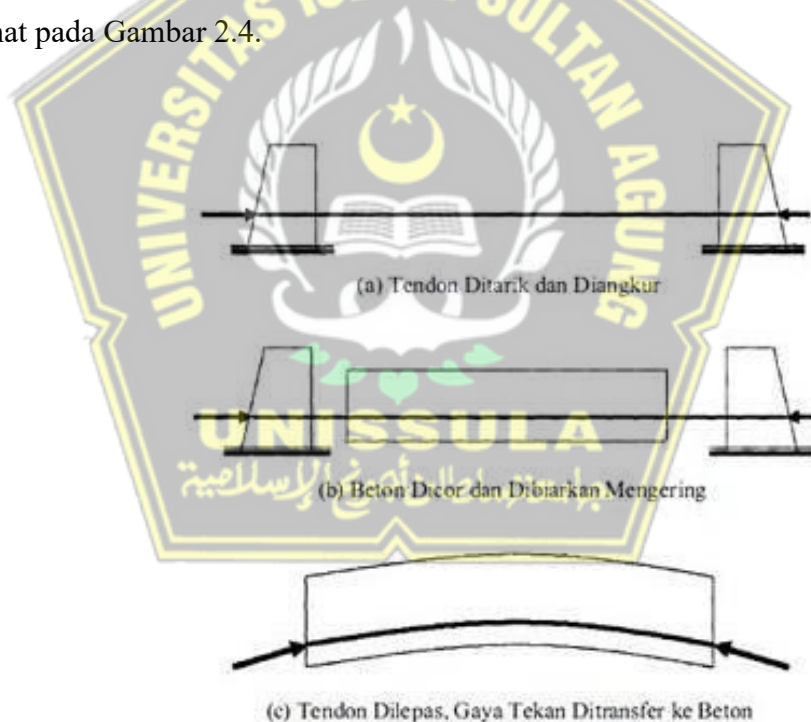 nat pada Gambar 2.4.
UNIVERSITAS ISLAM SULTAN AGUNG
(a) Tendon Ditarik dan Diangkur
UNISSULA
(b) Beton Dicor dan Dibiarkan Mengering
(c) Tendon Dilepas, Gaya Tekan Ditransfer ke Beton